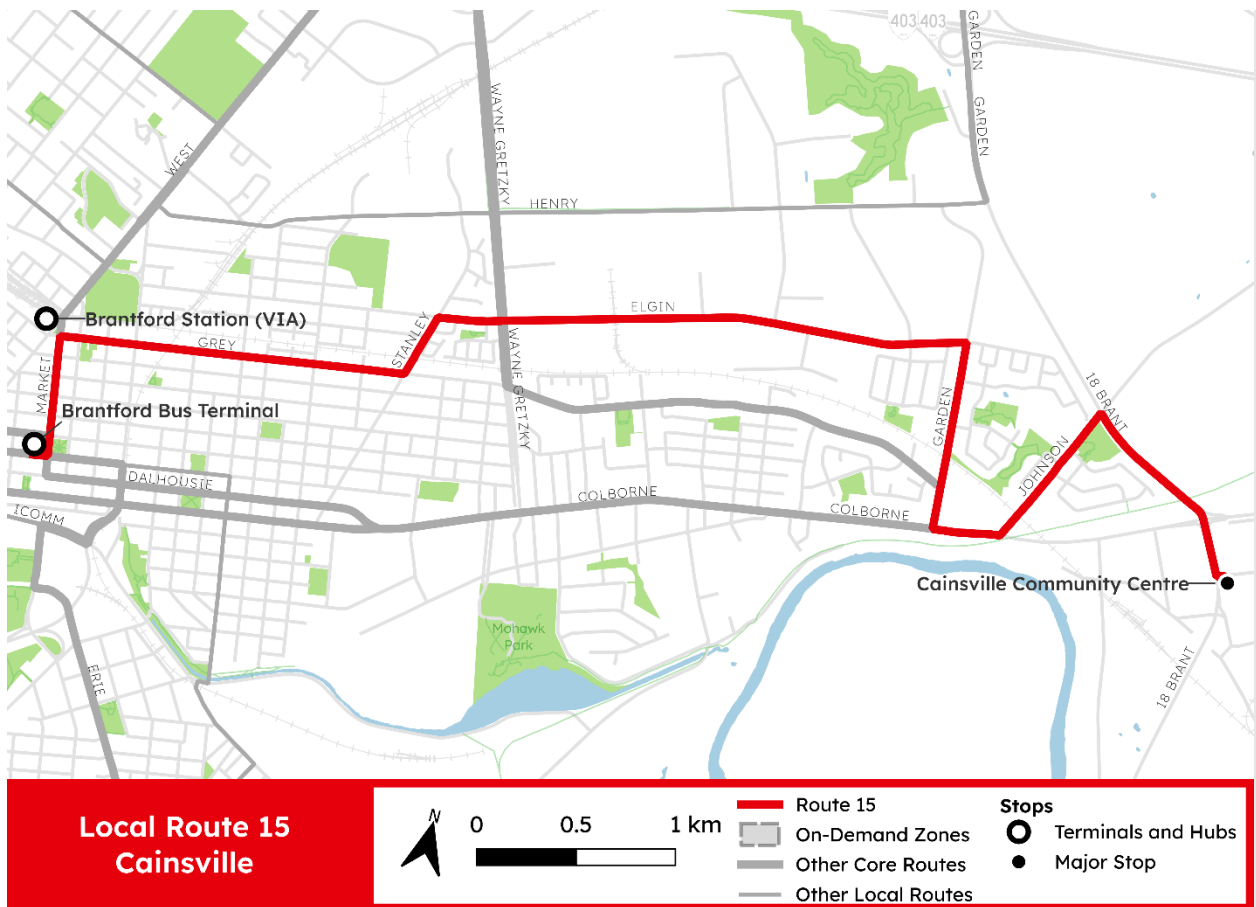 403 403
GARDEN
GARDEN
WAYNE GRETZKY
WEST
HENRY
ELGIN
Brantford Station (VIA)
GREY
STANLEY
WAYNE GRETZKY
MARKET
Brantford Bus Terminal
18 BRANT
GARDEN
JOHNSON
DALHOUSIE
COLBORNE
COLBORNE
ICOMM
Cainsville Community Centre
Mohawk
Park
ERIE
18 BRANT
Local Route 15
Cainsville
N
0 0.5 1 km
Route 15
On-Demand Zones
Other Core Routes
Other Local Routes
Stops
Terminals and Hubs
Major Stop